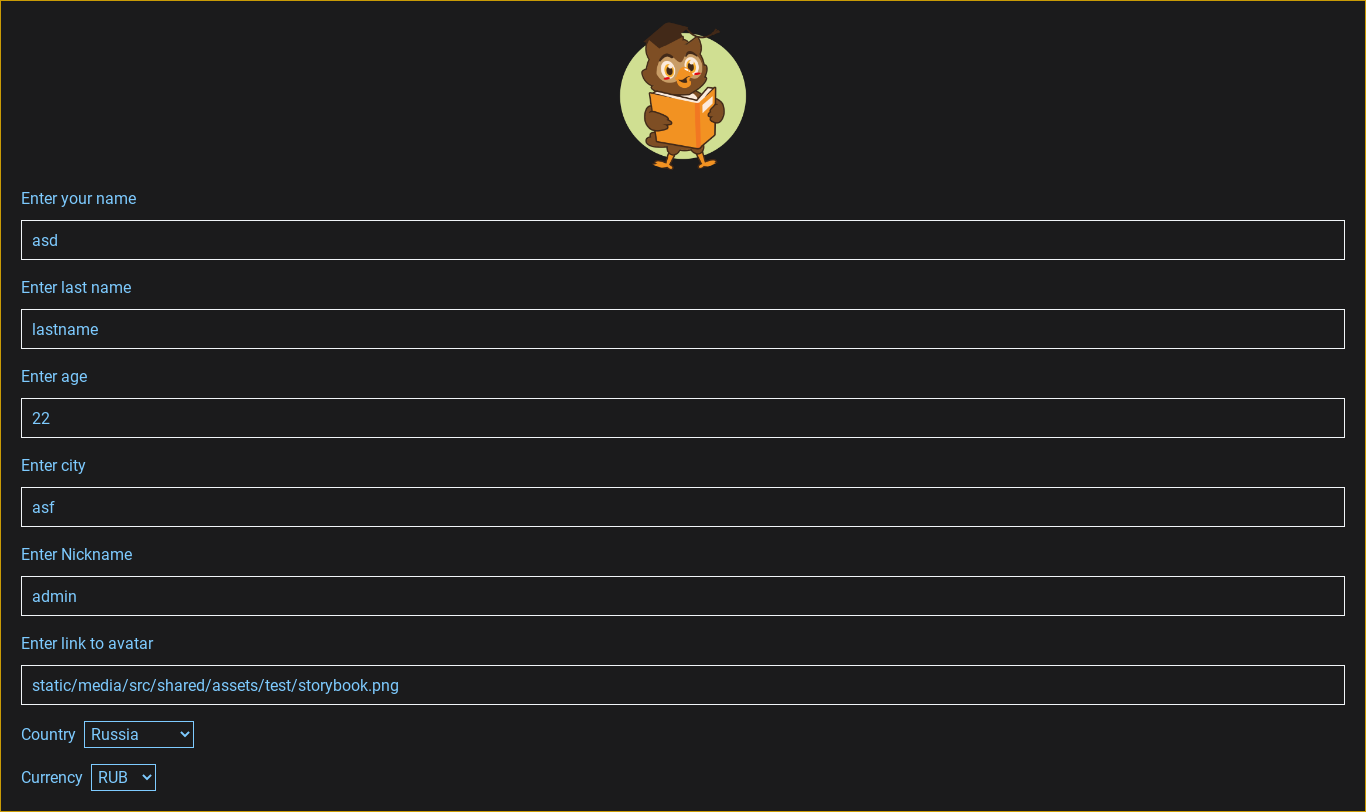 Enter your name
asd
Enter last name
lastname
Enter age
22
Enter city
asf
Enter Nickname
admin
Enter link to avatar
static/media/src/shared/assets/test/storybook.png
Country Russia
Currency RUB